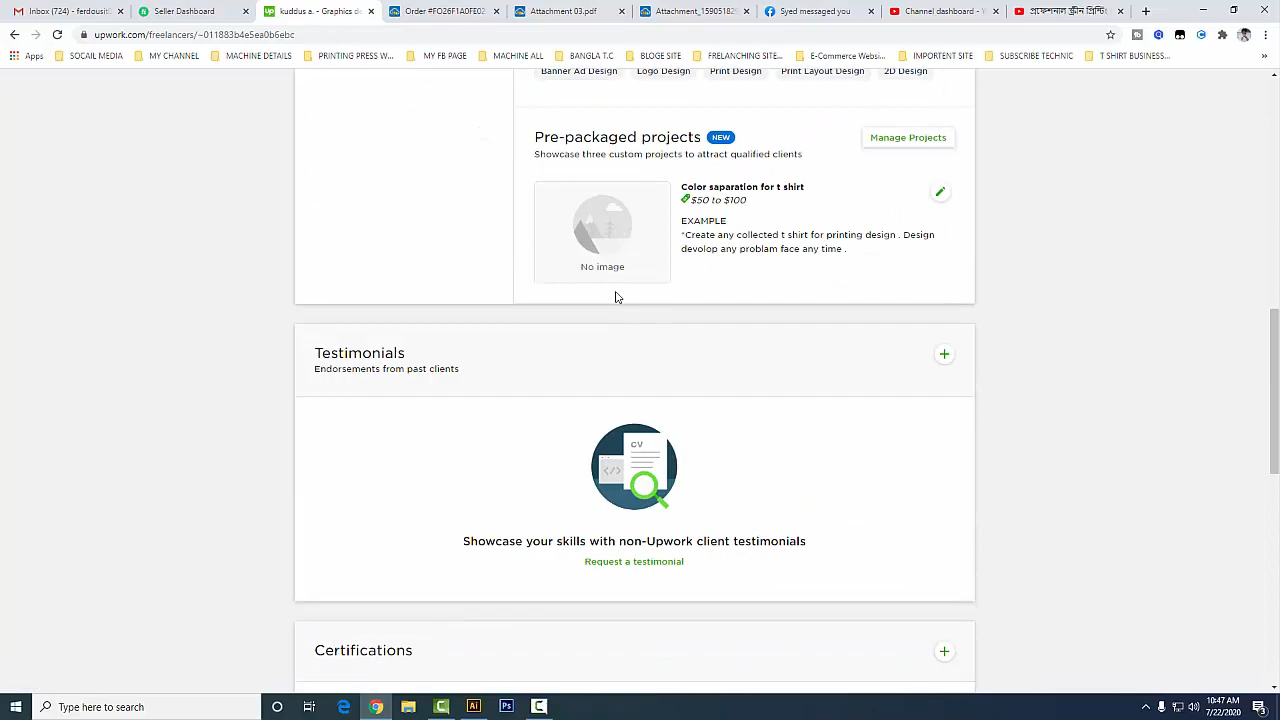 Inbox (724) - ferdousit
Seller Dashboard
kuddus a. - Graphics de
Order #FO26F1A0FE02
Attachment 03.pdf
Attachment_15905182
Syed messaged you
Channel dashboard - Y
upwork.com/freelancers/~011883b4e5ea0b6ebc
Apps
SOCAIL MEDIA
MY CHANNEL
MACHINE DETAILS
PRINTING PRESS W...
MY FB PAGE
MACHINE ALL
BANGLA T.C
BLOGE SITE
FRELANCHING SITE...
E-Commerce Websi...
IMPORTENT SITE
SUBSCRIBE TECHNIC
T SHIRT BUSINESS...
Banner Ad Design
Logo Design
Print Design
Print Layout Design
2D Design
Pre-packaged projects NEW
Manage Projects
Showcase three custom projects to attract qualified clients
Color saparation for t shirt
$50 to $100
EXAMPLE
*Create any collected t shirt for printing design . Design
devolop any problam face any time .
No image
Testimonials
Endorsements from past clients
CV
</>
Showcase your skills with non-Upwork client testimonials
Request a testimonial
Certifications
Type here to search
Ai
Ps
10:47 AM
7/22/2020